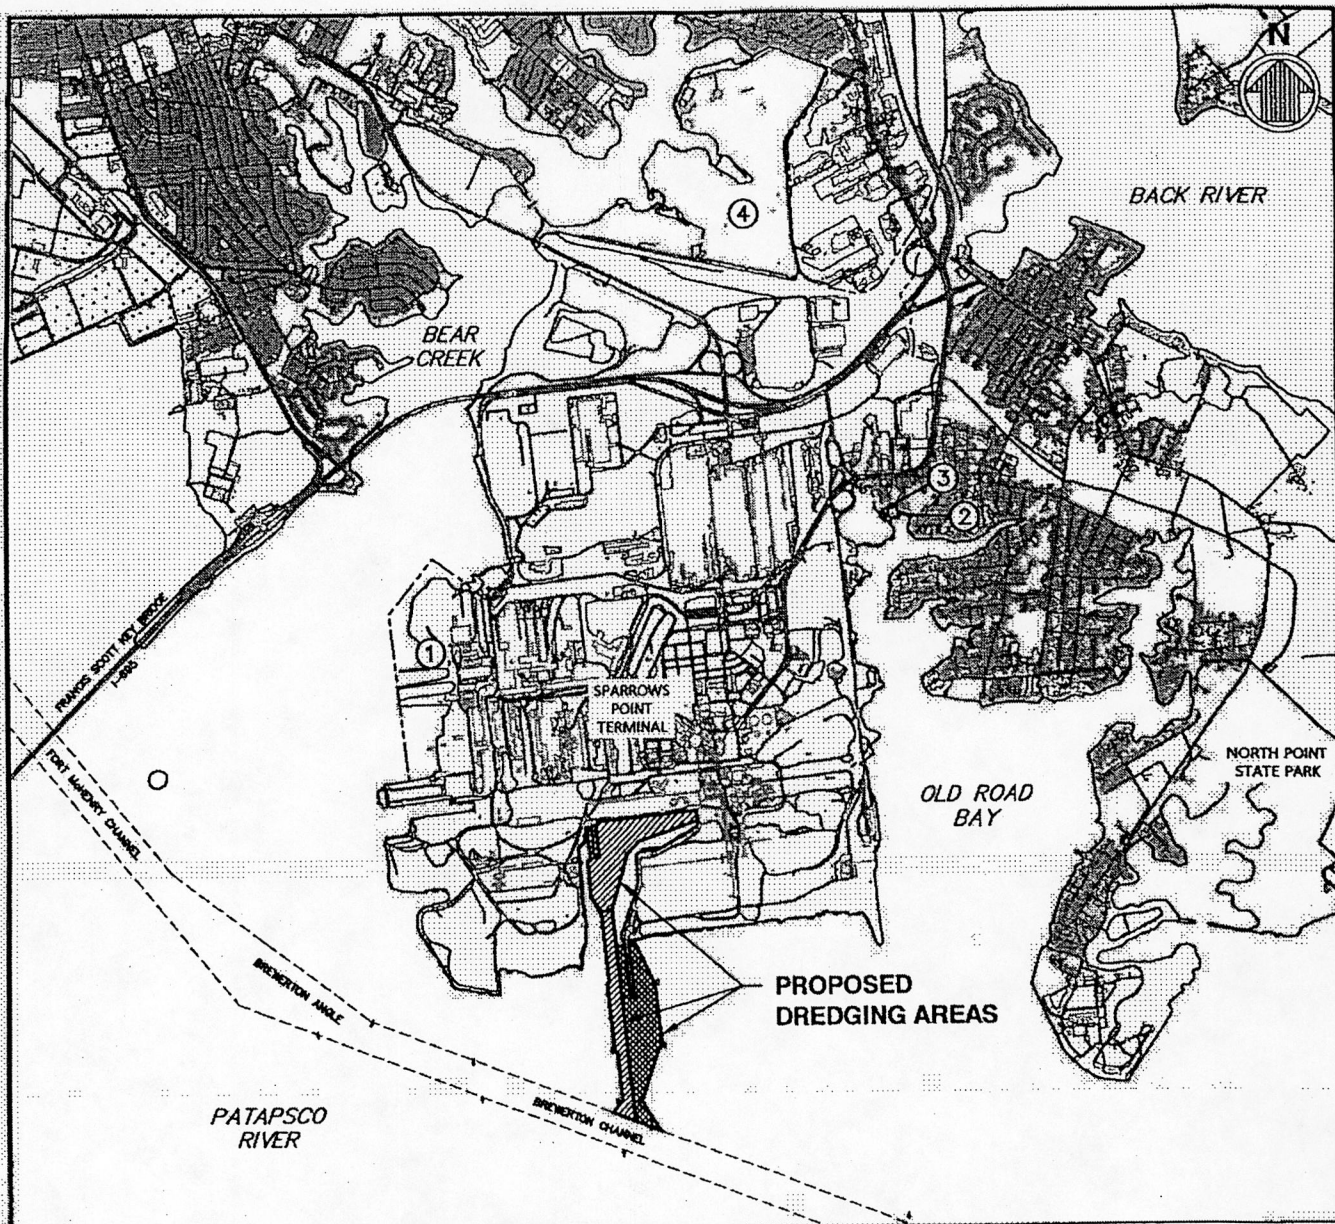 N
BACK RIVER
④
BEAR
CREEK
③
②
FRANCIS SCOTT KEY BRIDGE
I-695
①
SPARROWS
POINT
TERMINAL
NORTH POINT
STATE PARK
FORT McHENRY CHANNEL
OLD ROAD
BAY
BREWERTON ANGLE
PROPOSED
DREDGING AREAS
PATAPSCO
RIVER
BREWERTON CHANNEL